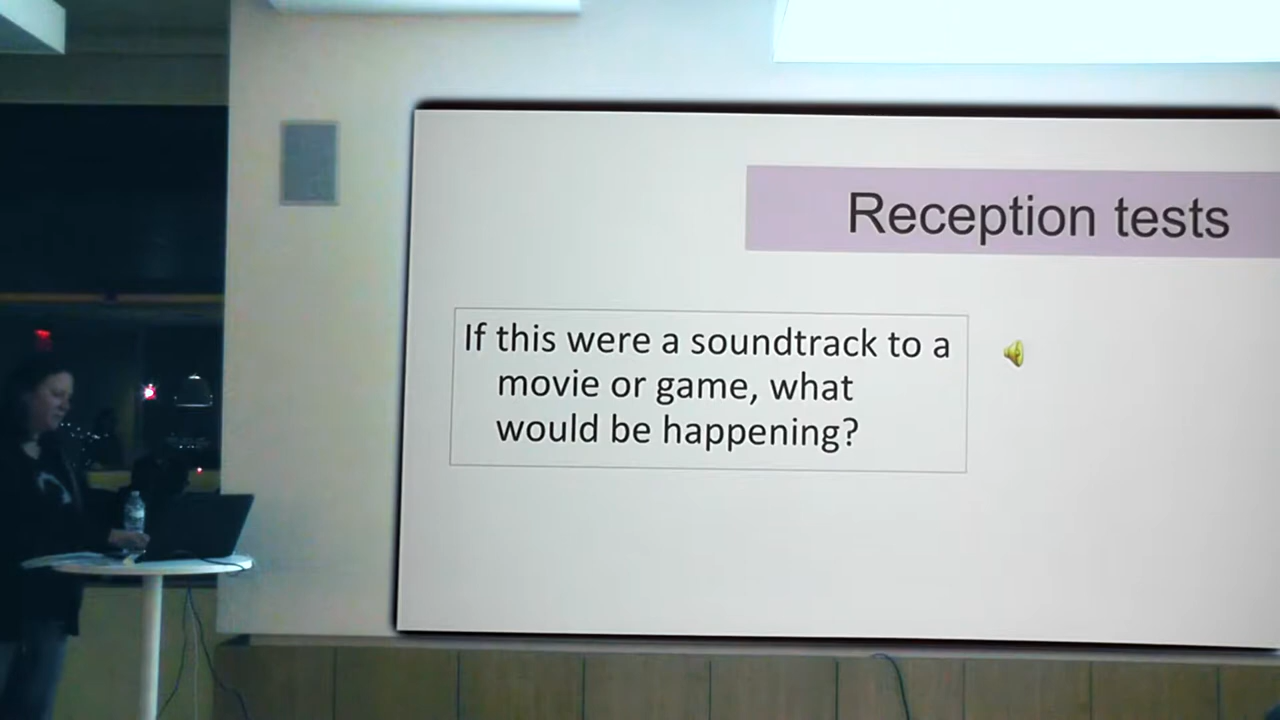 Reception tests
If this were a soundtrack to a
movie or game, what
would be happening?